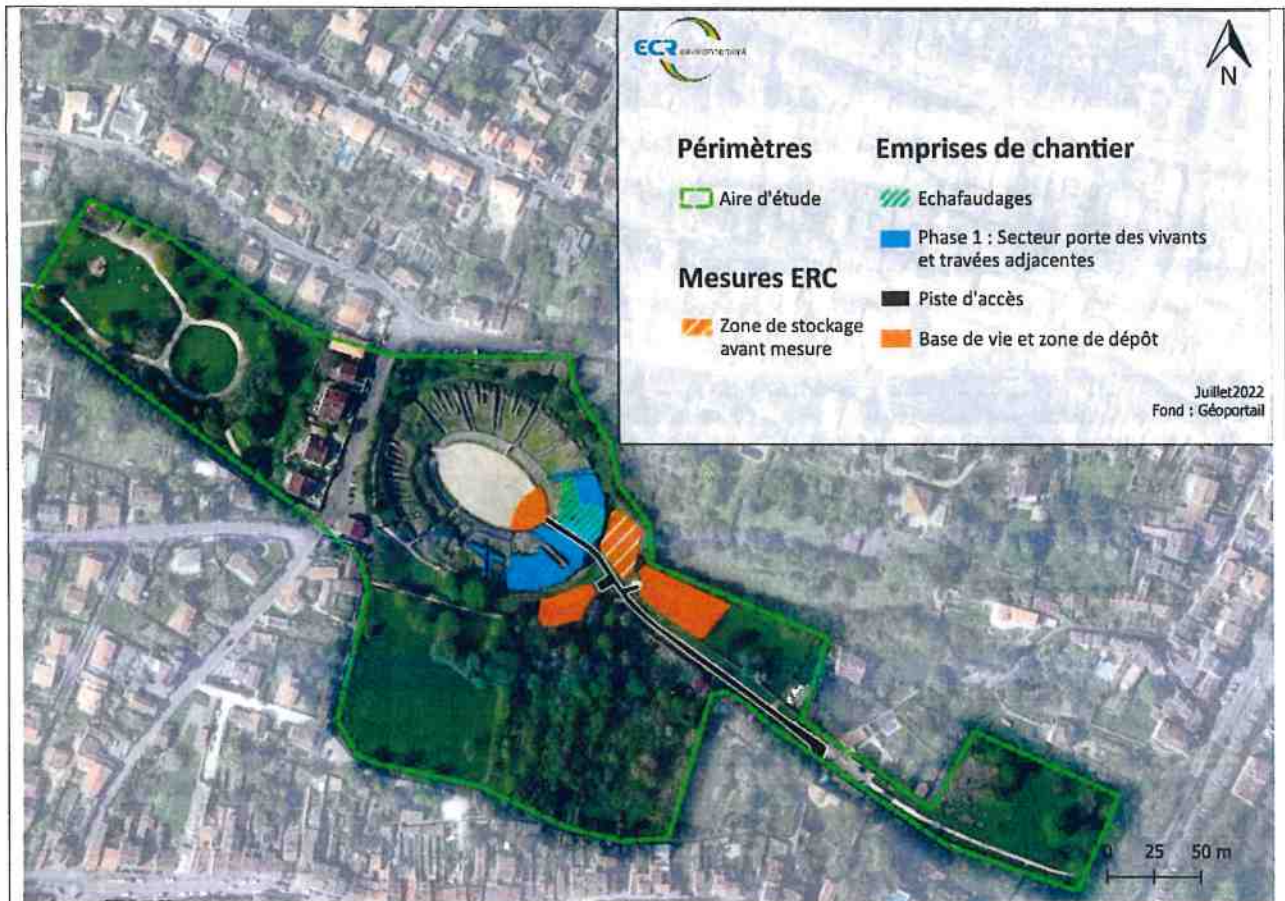 ECR environnement
N
Périmètres
Aire d'étude
Mesures ERC
Zone de stockage
avant mesure
Emprises de chantier
Echafaudages
Phase 1 : Secteur porte des vivants
et travées adjacentes
Piste d'accès
Base de vie et zone de dépôt
Juillet2022
Fond : Géoportail
0 25 50 m